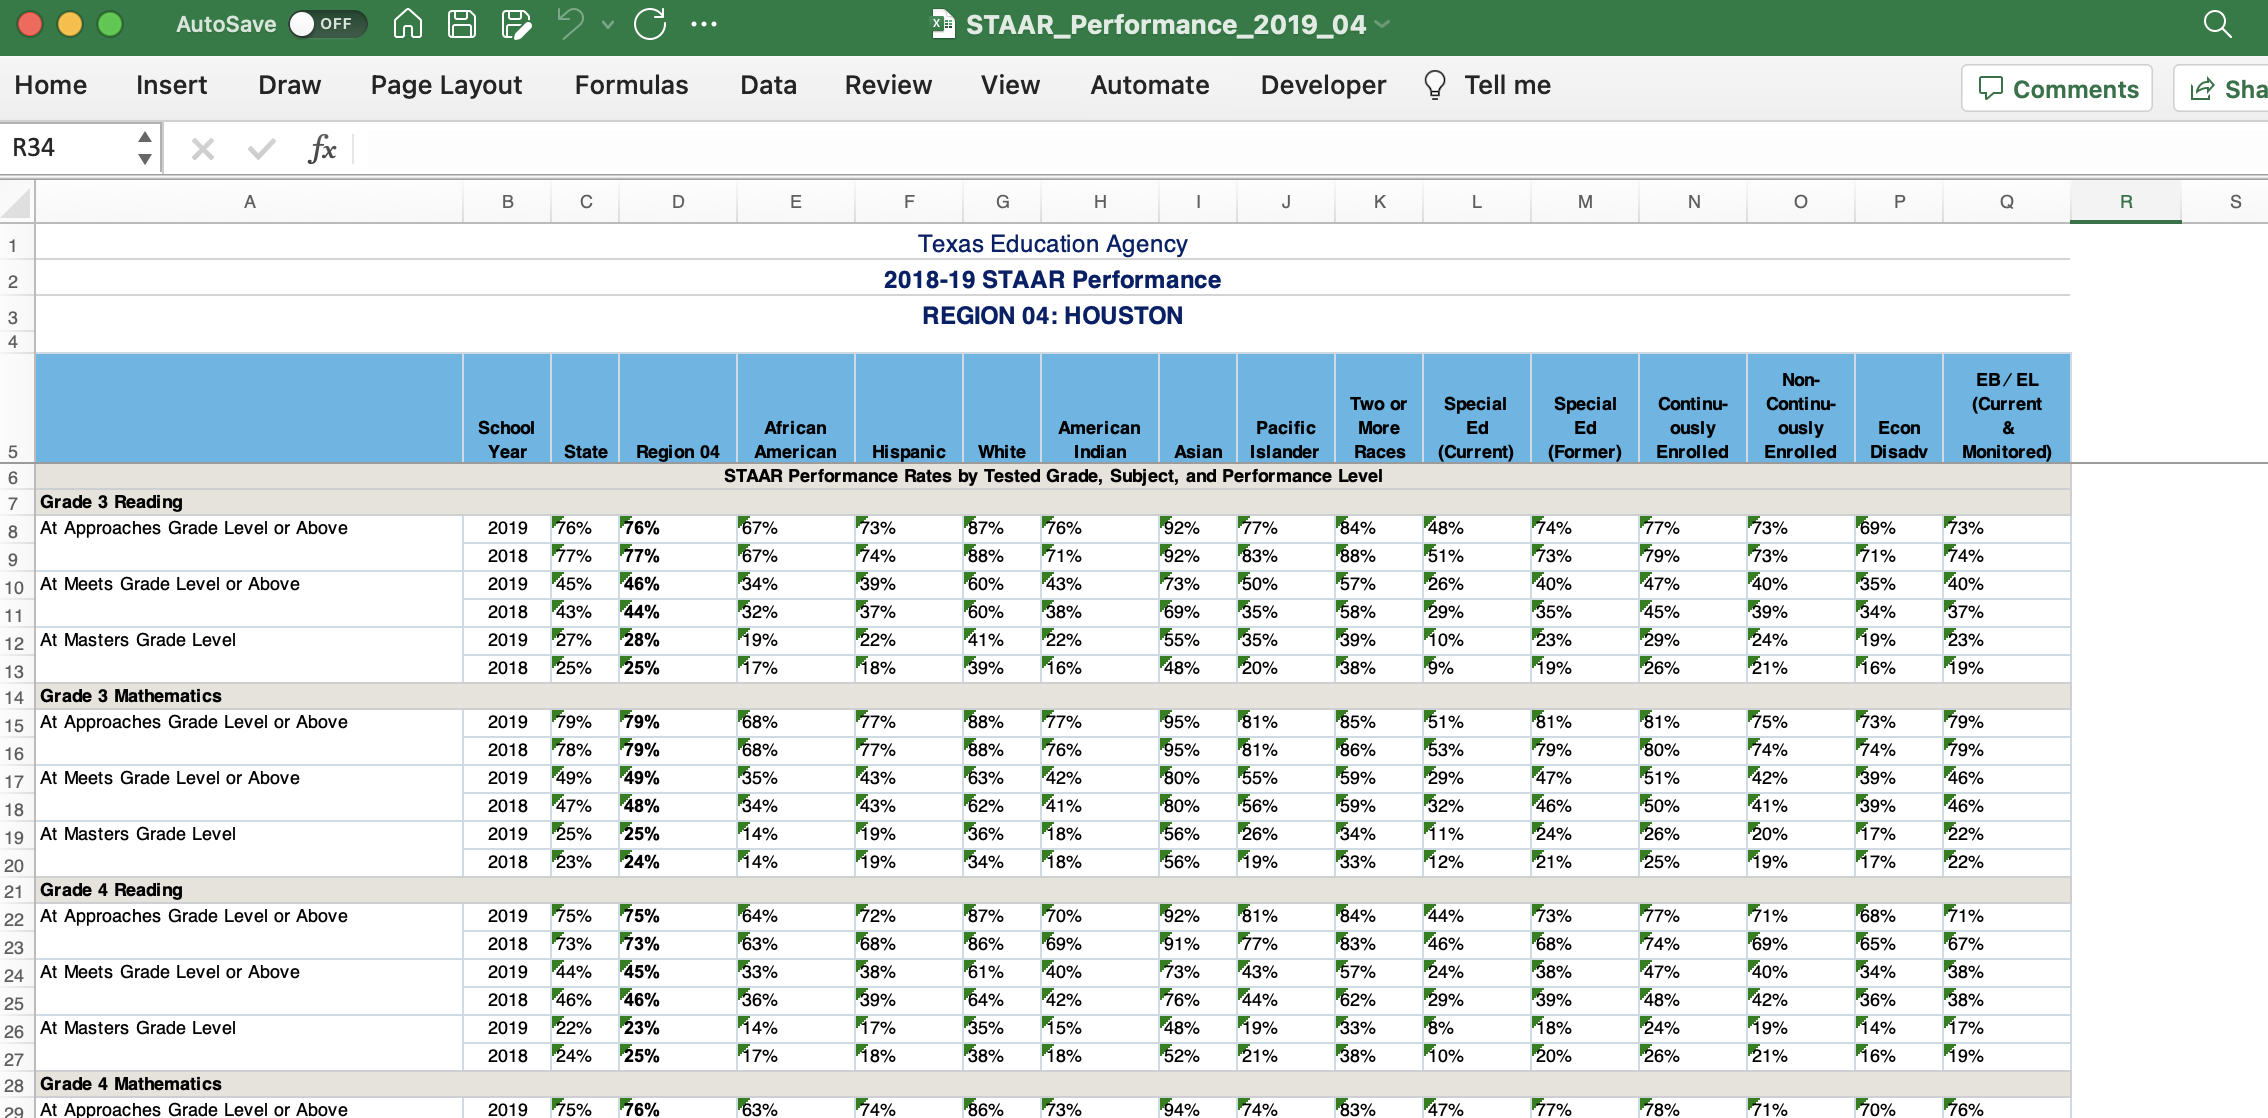 AutoSave OFF STAAR_Performance_2019_04
Home Insert Draw Page Layout Formulas Data Review View Automate Developer Tell me Comments Sha
R34 fx
A B C D E F G H I J K L M N O P Q R S
1 Texas Education Agency
2 2018-19 STAAR Performance
3 REGION 04: HOUSTON
4
5 School Year State Region 04 African American Hispanic White American Indian Asian Pacific Islander Two or More Races Special Ed (Current) Special Ed (Former) Continu-ously Enrolled Non-Continu-ously Enrolled Econ Disadv EB / EL (Current & Monitored)
6 STAAR Performance Rates by Tested Grade, Subject, and Performance Level
7 Grade 3 Reading
8 At Approaches Grade Level or Above 2019 76% 76% 67% 73% 87% 76% 92% 77% 84% 48% 74% 77% 73% 69% 73%
9 2018 77% 77% 67% 74% 88% 71% 92% 83% 88% 51% 73% 79% 73% 71% 74%
10 At Meets Grade Level or Above 2019 45% 46% 34% 39% 60% 43% 73% 50% 57% 26% 40% 47% 40% 35% 40%
11 2018 43% 44% 32% 37% 60% 38% 69% 35% 58% 29% 35% 45% 39% 34% 37%
12 At Masters Grade Level 2019 27% 28% 19% 22% 41% 22% 55% 35% 39% 10% 23% 29% 24% 19% 23%
13 2018 25% 25% 17% 18% 39% 16% 48% 20% 38% 9% 19% 26% 21% 16% 19%
14 Grade 3 Mathematics
15 At Approaches Grade Level or Above 2019 79% 79% 68% 77% 88% 77% 95% 81% 85% 51% 81% 81% 75% 73% 79%
16 2018 78% 79% 68% 77% 88% 76% 95% 81% 86% 53% 79% 80% 74% 74% 79%
17 At Meets Grade Level or Above 2019 49% 49% 35% 43% 63% 42% 80% 55% 59% 29% 47% 51% 42% 39% 46%
18 2018 47% 48% 34% 43% 62% 41% 80% 56% 59% 32% 46% 50% 41% 39% 46%
19 At Masters Grade Level 2019 25% 25% 14% 19% 36% 18% 56% 26% 34% 11% 24% 26% 20% 17% 22%
20 2018 23% 24% 14% 19% 34% 18% 56% 19% 33% 12% 21% 25% 19% 17% 22%
21 Grade 4 Reading
22 At Approaches Grade Level or Above 2019 75% 75% 64% 72% 87% 70% 92% 81% 84% 44% 73% 77% 71% 68% 71%
23 2018 73% 73% 63% 68% 86% 69% 91% 77% 83% 46% 68% 74% 69% 65% 67%
24 At Meets Grade Level or Above 2019 44% 45% 33% 38% 61% 40% 73% 43% 57% 24% 38% 47% 40% 34% 38%
25 2018 46% 46% 36% 39% 64% 42% 76% 44% 62% 29% 39% 48% 42% 36% 38%
26 At Masters Grade Level 2019 22% 23% 14% 17% 35% 15% 48% 19% 33% 8% 18% 24% 19% 14% 17%
27 2018 24% 25% 17% 18% 38% 18% 52% 21% 38% 10% 20% 26% 21% 16% 19%
28 Grade 4 Mathematics
29 At Approaches Grade Level or Above 2019 75% 76% 63% 74% 86% 73% 94% 74% 83% 47% 77% 78% 71% 70% 76%